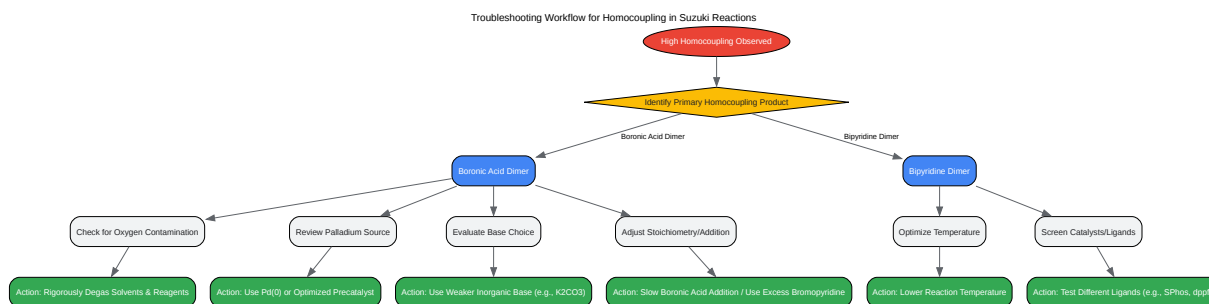 Troubleshooting Workflow for Homocoupling in Suzuki Reactions
High Homocoupling Observed
Identify Primary Homocoupling Product
Boronic Acid Dimer
Bipyridine Dimer
Boronic Acid Dimer
Bipyridine Dimer
Check for Oxygen Contamination
Review Palladium Source
Evaluate Base Choice
Adjust Stoichiometry/Addition
Optimize Temperature
Screen Catalysts/Ligands
Action: Rigorously Degas Solvents & Reagents
Action: Use Pd(0) or Optimized Precatalyst
Action: Use Weaker Inorganic Base (e.g., K2CO3)
Action: Slow Boronic Acid Addition / Use Excess Bromopyridine
Action: Lower Reaction Temperature
Action: Test Different Ligands (e.g., SPhos, dppf